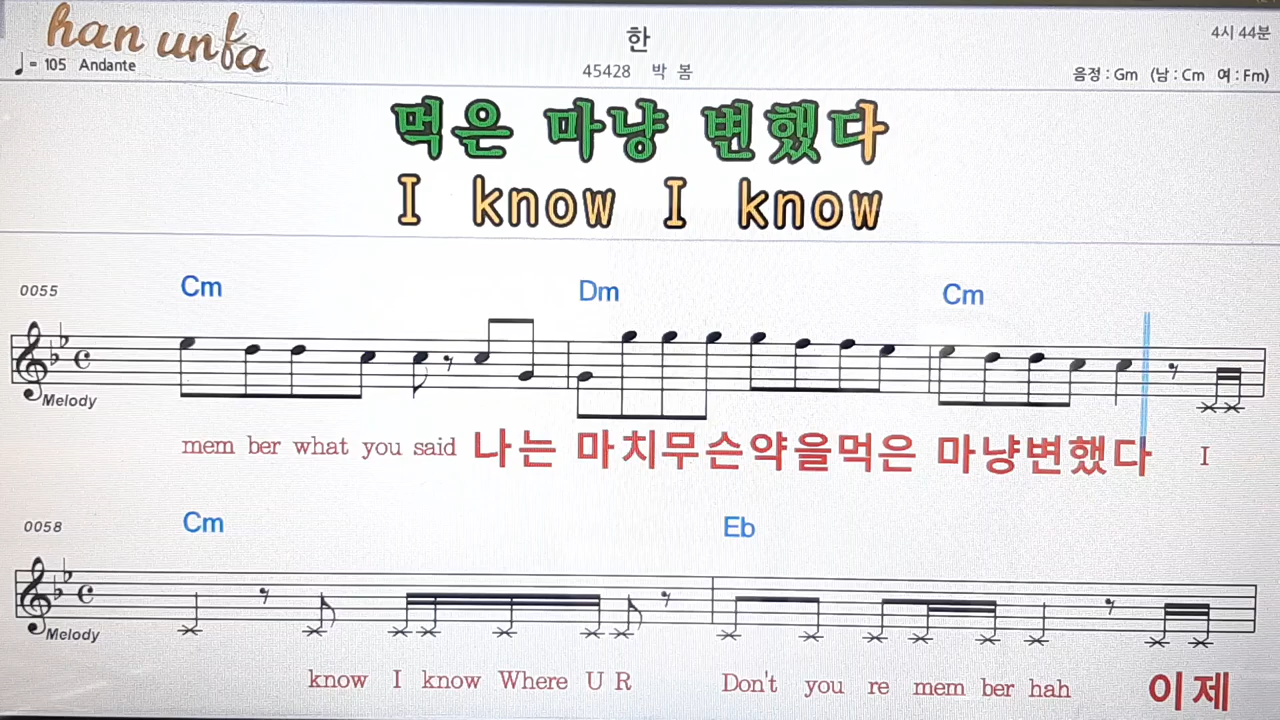 han unfa
한
4시 44분
♩= 105 Andante
45428 박 봄
음정 : Gm (남 : Cm 여 : Fm)
먹은 마냥 변했다
I know I know
0055
Cm Dm Cm
Melody
mem ber what you said 나는 마치무슨약을먹은 마냥변했다 I
0058
Cm Eb
Melody
know I know Where U R Don't you re mem ber hah 이제